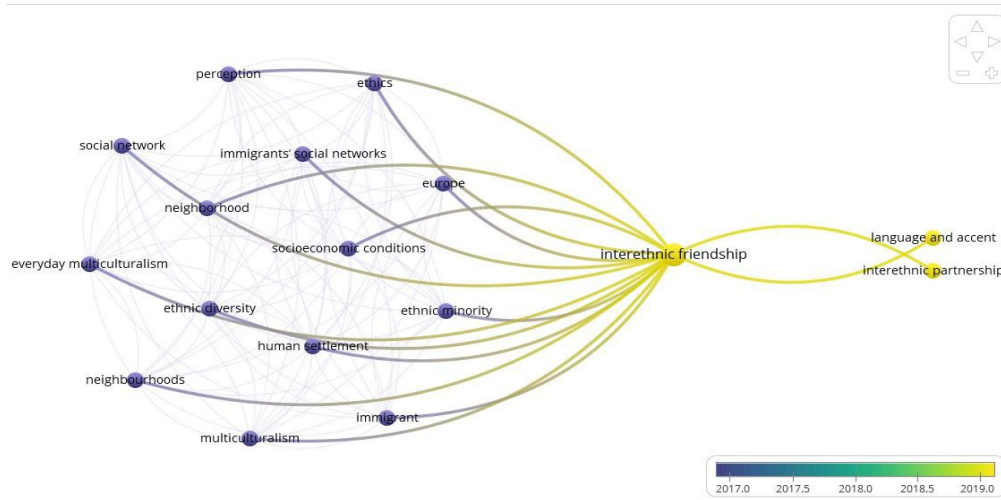 perception
ethics
social network
immigrants' social networks
europe
neighborhood
socioeconomic conditions
language and accent
interethnic friendship
everyday multiculturalism
interethnic partnership
ethnic diversity
ethnic minority
human settlement
neighbourhoods
immigrant
multiculturalism
2017.0 2017.5 2018.0 2018.5 2019.0